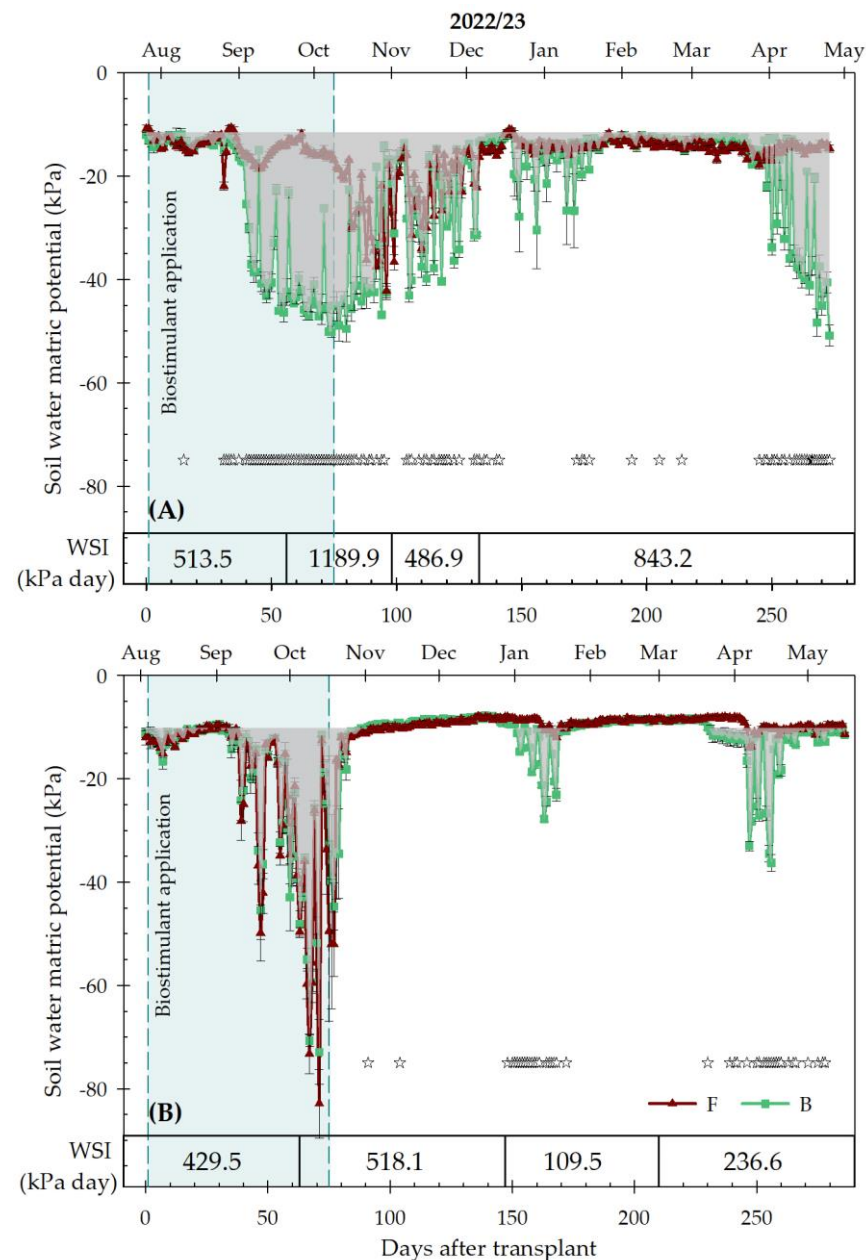 2022/23
Aug Sep Oct Nov Dec Jan Feb Mar Apr May
0
-20
-40
-60
-80
Soil water matric potential (kPa)
Biostimulant application
(A)
WSI
(kPa day)
513.5 1189.9 486.9 843.2
0 50 100 150 200 250
Aug Sep Oct Nov Dec Jan Feb Mar Apr May
0
-20
-40
-60
-80
Soil water matric potential (kPa)
Biostimulant application
(B)
F B
WSI
(kPa day)
429.5 518.1 109.5 236.6
0 50 100 150 200 250
Days after transplant